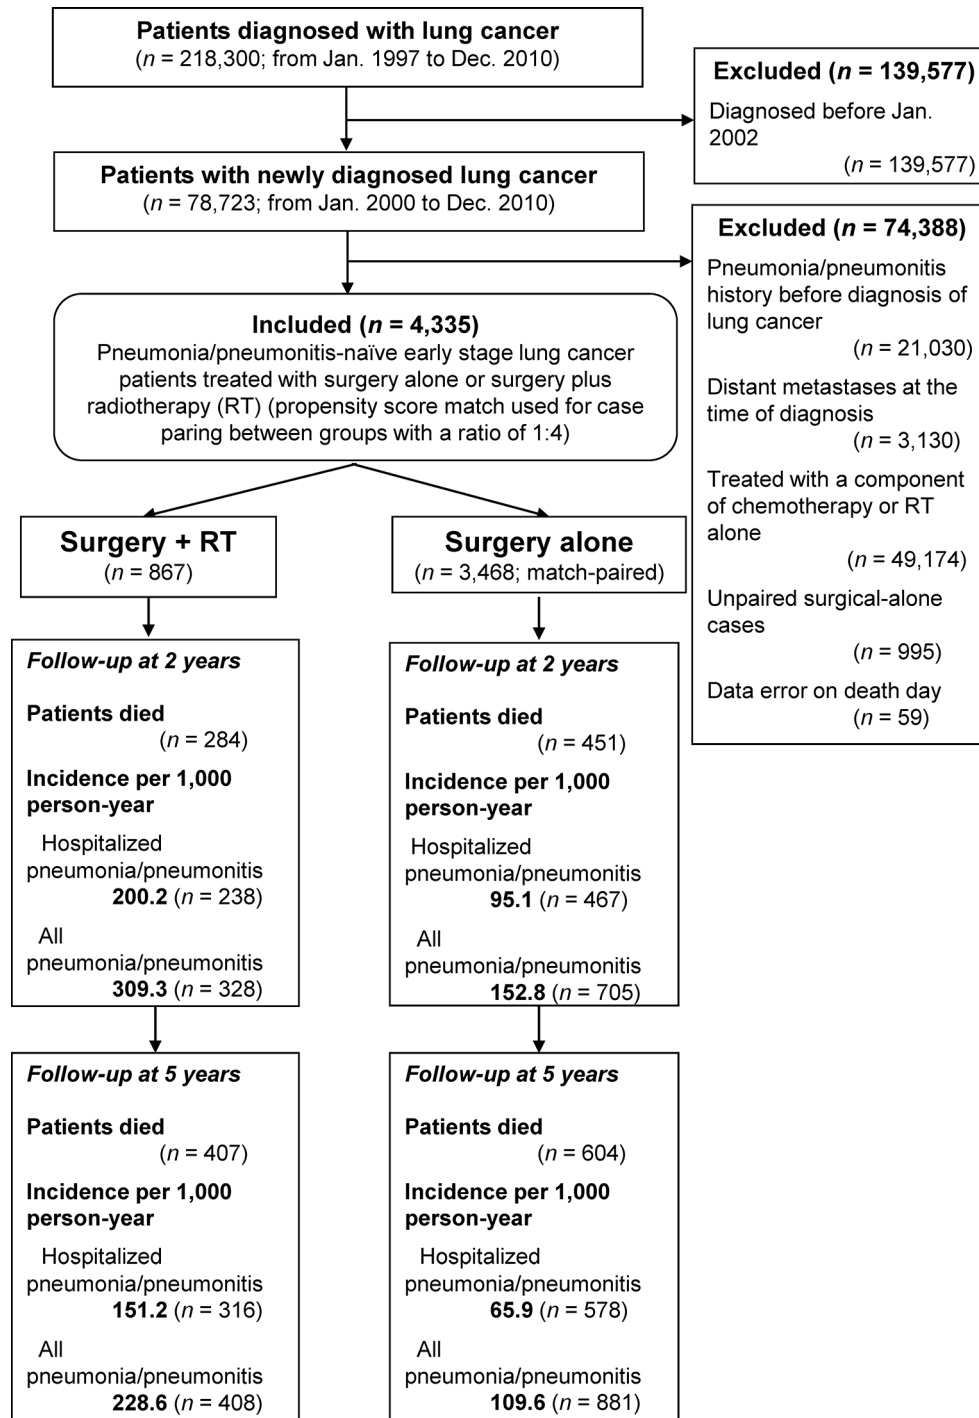 Patients diagnosed with lung cancer
(n = 218,300; from Jan. 1997 to Dec. 2010)
Excluded (n = 139,577)
Diagnosed before Jan.
2002
(n = 139,577)
Patients with newly diagnosed lung cancer
(n = 78,723; from Jan. 2000 to Dec. 2010)
Excluded (n = 74,388)
Pneumonia/pneumonitis
history before diagnosis of
lung cancer
(n = 21,030)
Distant metastases at the
time of diagnosis
(n = 3,130)
Treated with a component
of chemotherapy or RT
alone
(n = 49,174)
Unpaired surgical-alone
cases
(n = 995)
Data error on death day
(n = 59)
Included (n = 4,335)
Pneumonia/pneumonitis-naïve early stage lung cancer
patients treated with surgery alone or surgery plus
radiotherapy (RT) (propensity score match used for case
paring between groups with a ratio of 1:4)
Surgery + RT
(n = 867)
Surgery alone
(n = 3,468; match-paired)
Follow-up at 2 years
Patients died
(n = 284)
Incidence per 1,000
person-year
Hospitalized
pneumonia/pneumonitis
200.2 (n = 238)
All
pneumonia/pneumonitis
309.3 (n = 328)
Follow-up at 2 years
Patients died
(n = 451)
Incidence per 1,000
person-year
Hospitalized
pneumonia/pneumonitis
95.1 (n = 467)
All
pneumonia/pneumonitis
152.8 (n = 705)
Follow-up at 5 years
Patients died
(n = 407)
Incidence per 1,000
person-year
Hospitalized
pneumonia/pneumonitis
151.2 (n = 316)
All
pneumonia/pneumonitis
228.6 (n = 408)
Follow-up at 5 years
Patients died
(n = 604)
Incidence per 1,000
person-year
Hospitalized
pneumonia/pneumonitis
65.9 (n = 578)
All
pneumonia/pneumonitis
109.6 (n = 881)